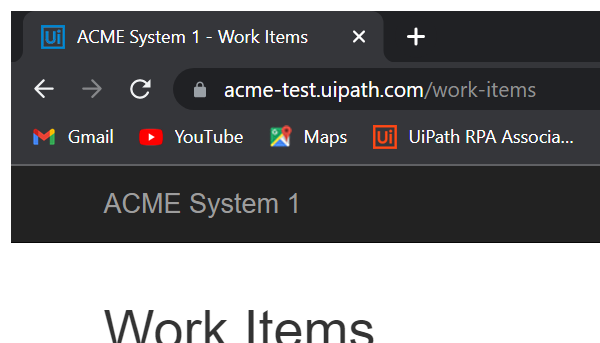 Ui ACME System 1 - Work Items
acme-test.uipath.com/work-items
Gmail YouTube Maps Ui UiPath RPA Associa...
ACME System 1
Work Items